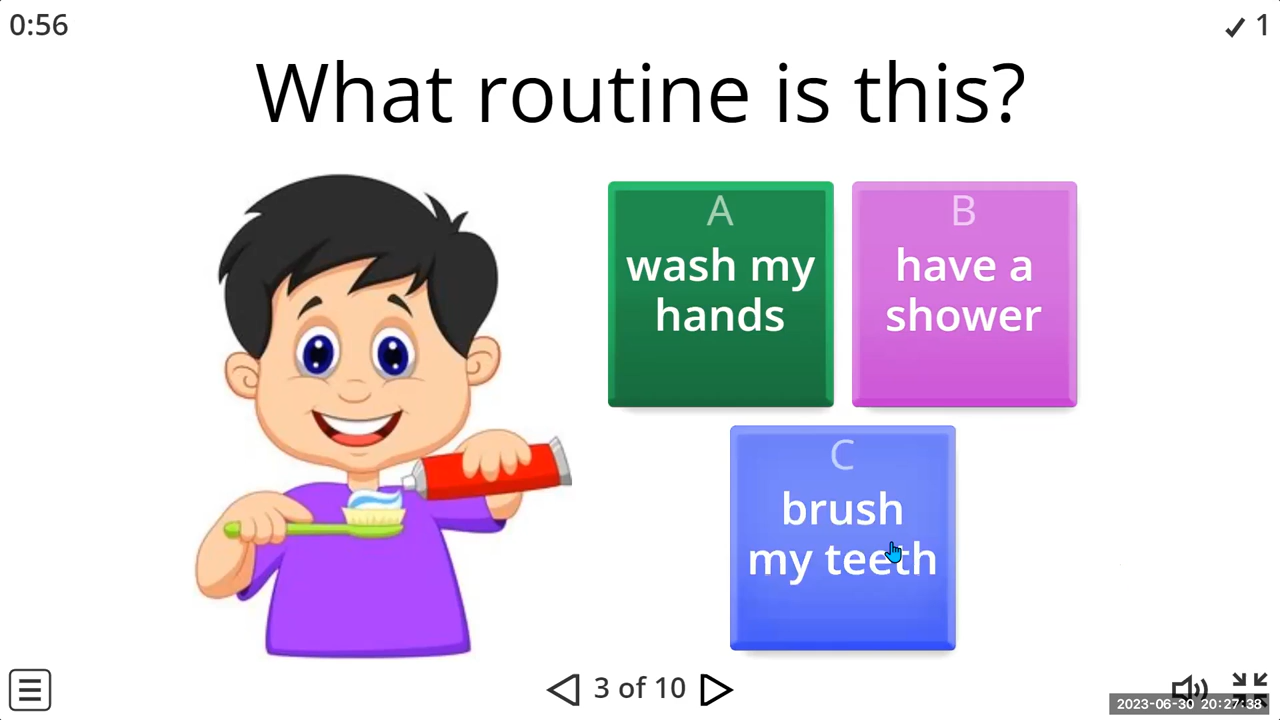 0:56
✓ 1
What routine is this?
A
wash my
hands
B
have a
shower
C
brush
my teeth
3 of 10
2023-06-30 20:27:38